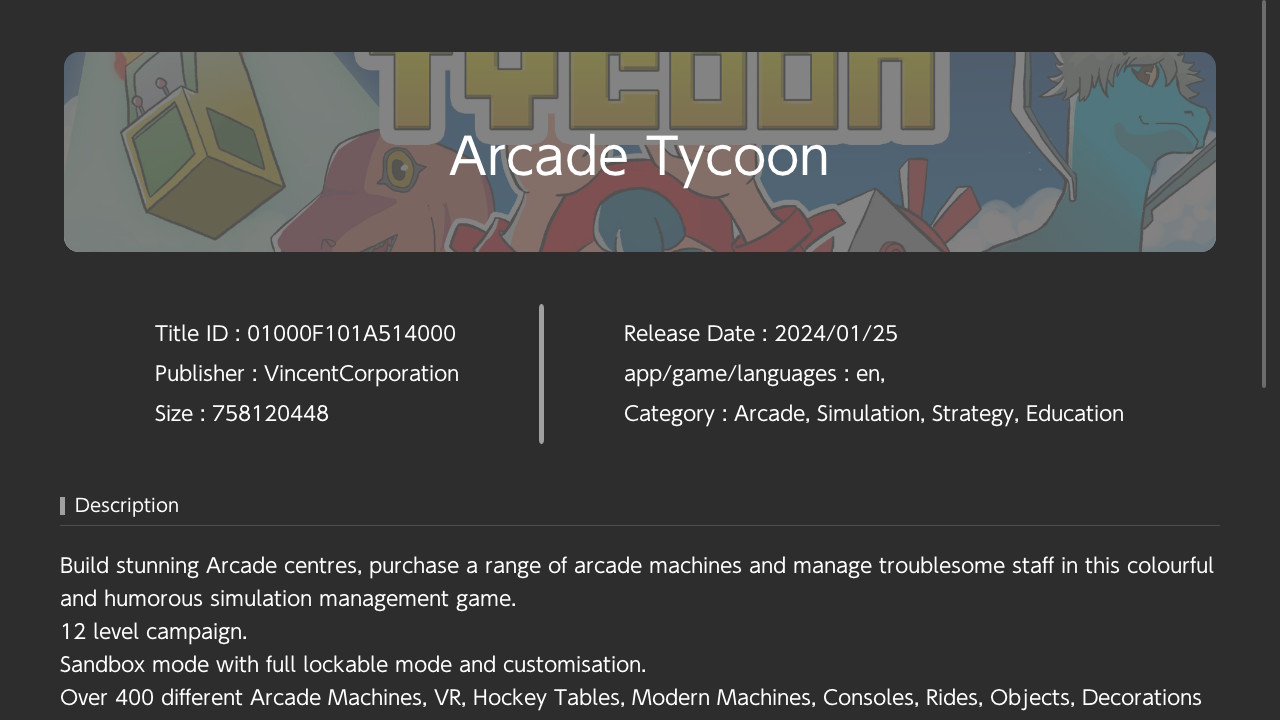 TYCOON
Arcade Tycoon
Title ID : 01000F101A514000
Publisher : VincentCorporation
Size : 758120448
Release Date : 2024/01/25
app/game/languages : en,
Category : Arcade, Simulation, Strategy, Education
Description
Build stunning Arcade centres, purchase a range of arcade machines and manage troublesome staff in this colourful
and humorous simulation management game.
12 level campaign.
Sandbox mode with full lockable mode and customisation.
Over 400 different Arcade Machines, VR, Hockey Tables, Modern Machines, Consoles, Rides, Objects, Decorations